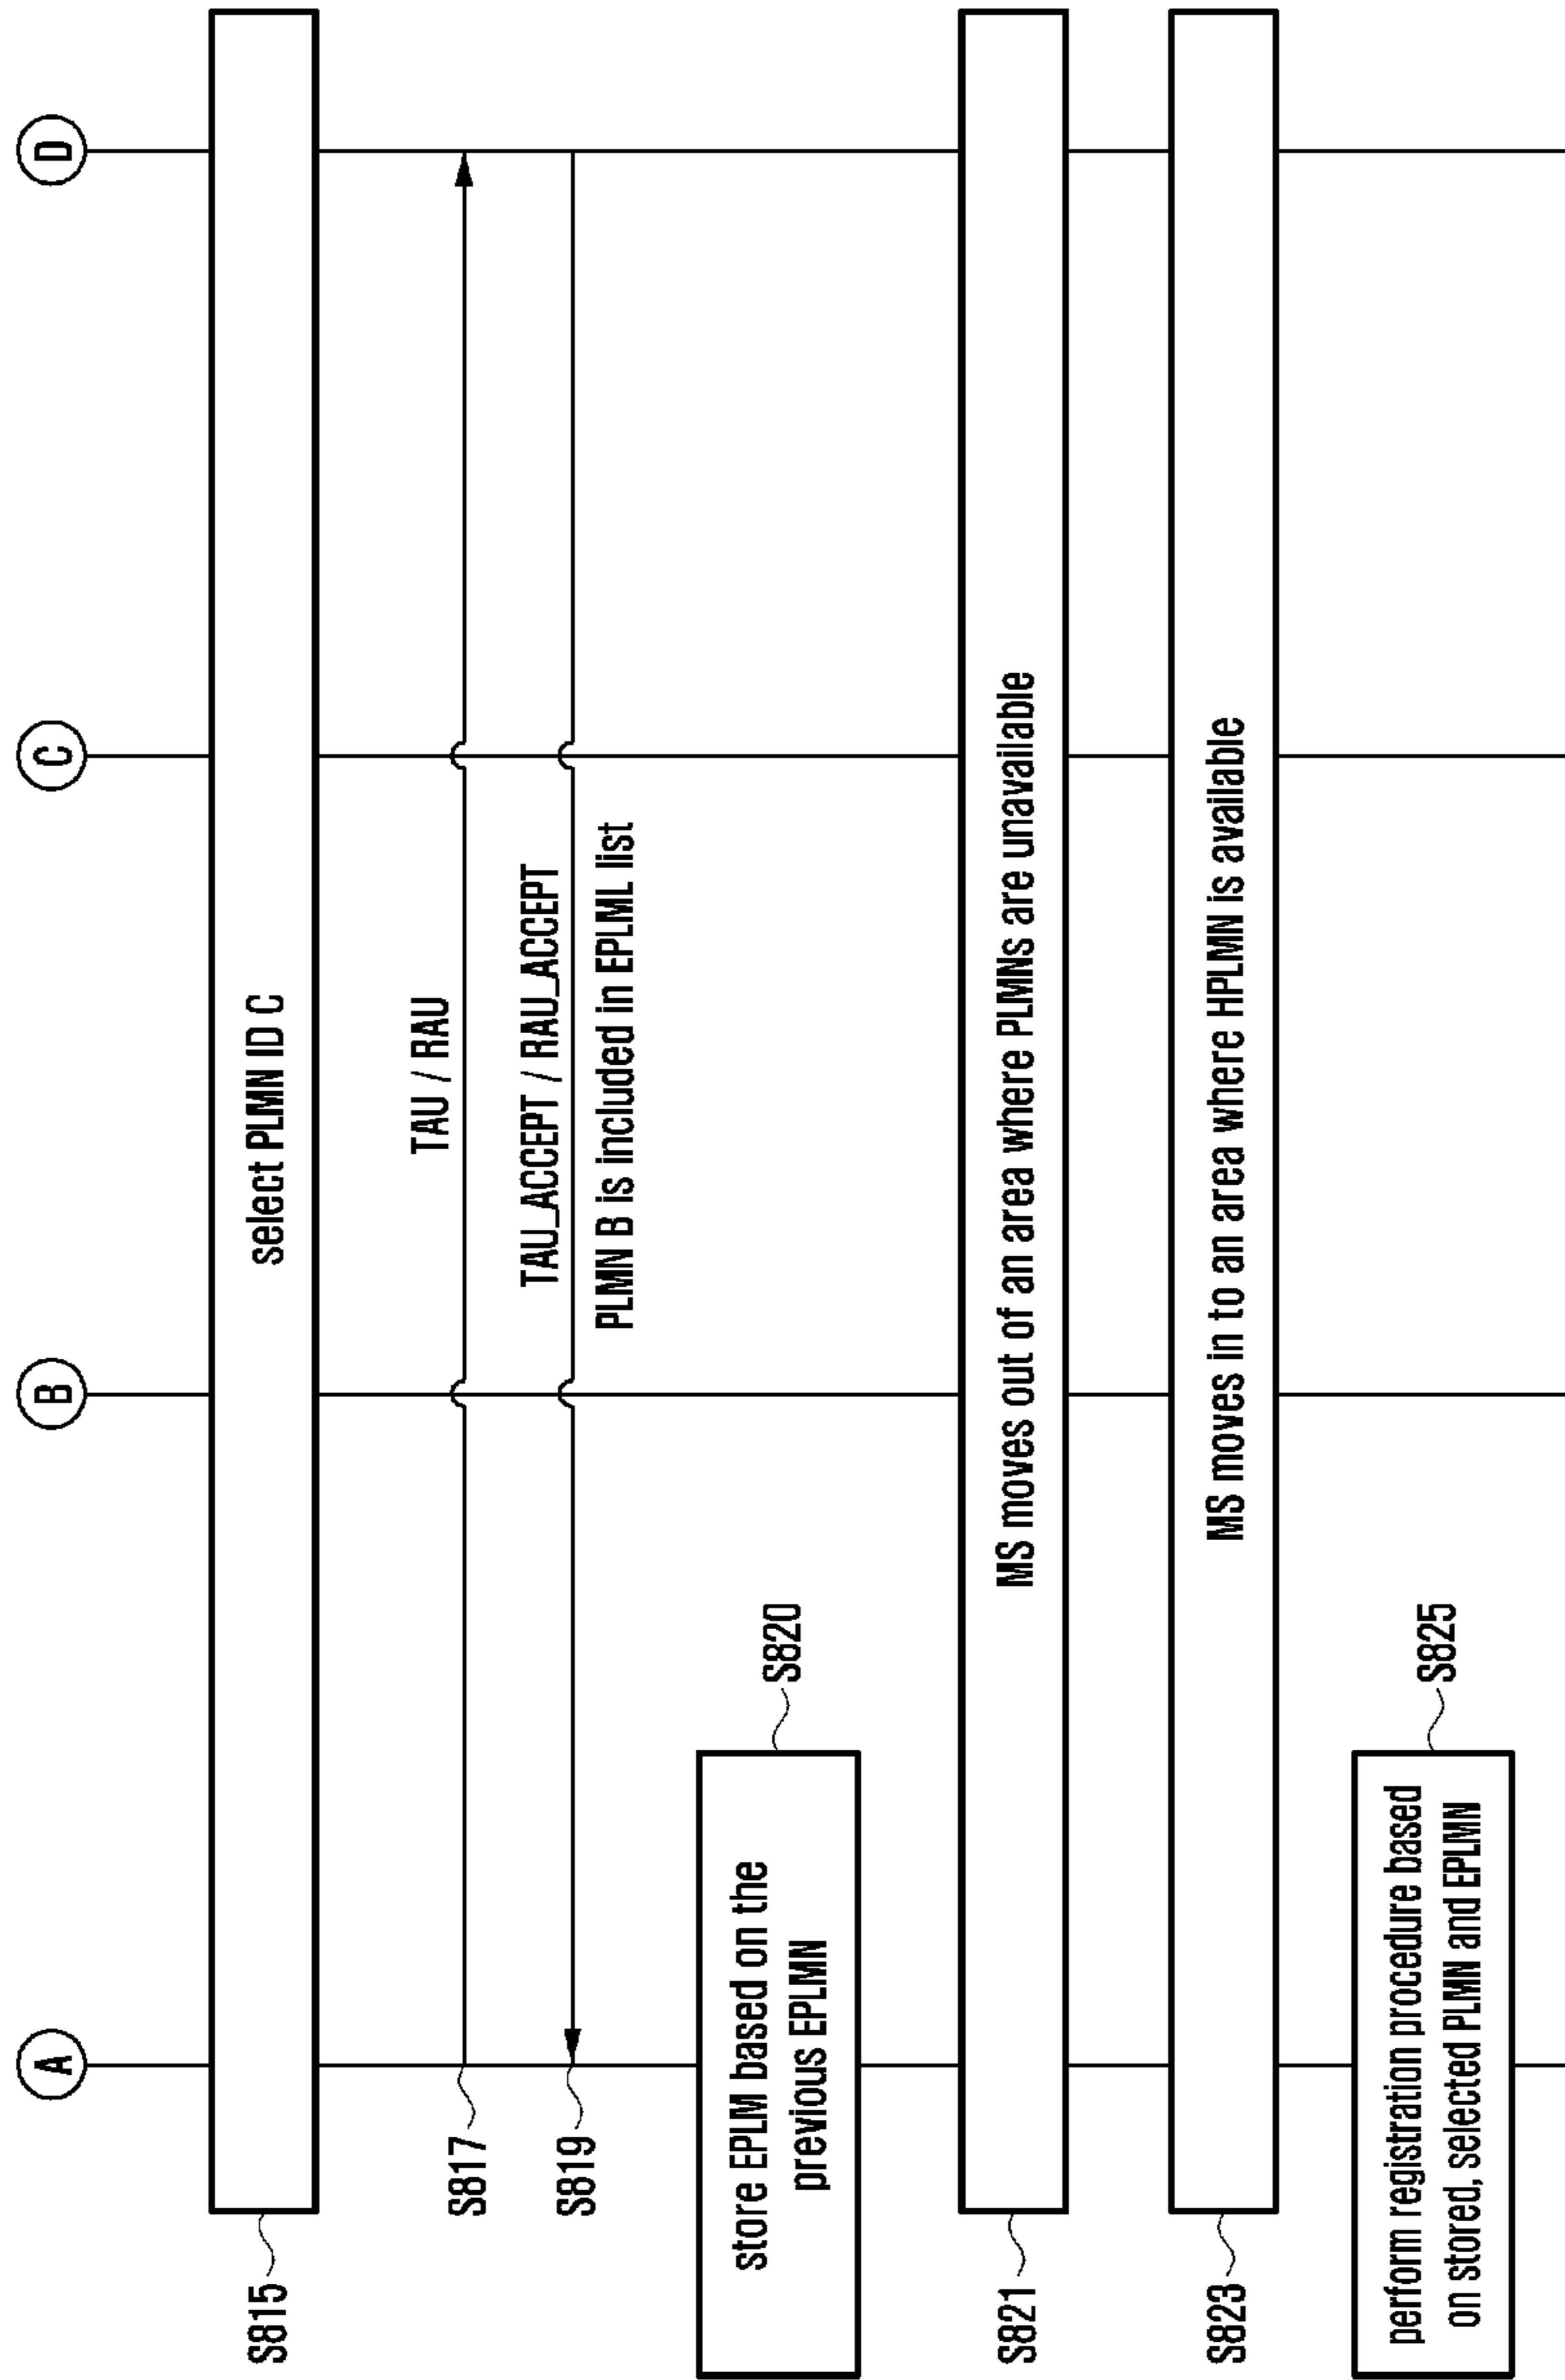 A
B
C
D
S815
select PLMN ID C
S817
TAU / RAU
S819
TAU_ACCEPT / RAU_ACCEPT
PLMN B is included in EPLML list
S820
store EPLM based on the
previous EPLMN
S821
MS moves out of an area where PLMNs are unavailable
S823
MS moves in to an area where HPLMN is available
S825
perform registration procedure based
on stored, selected PLMN and EPLMN